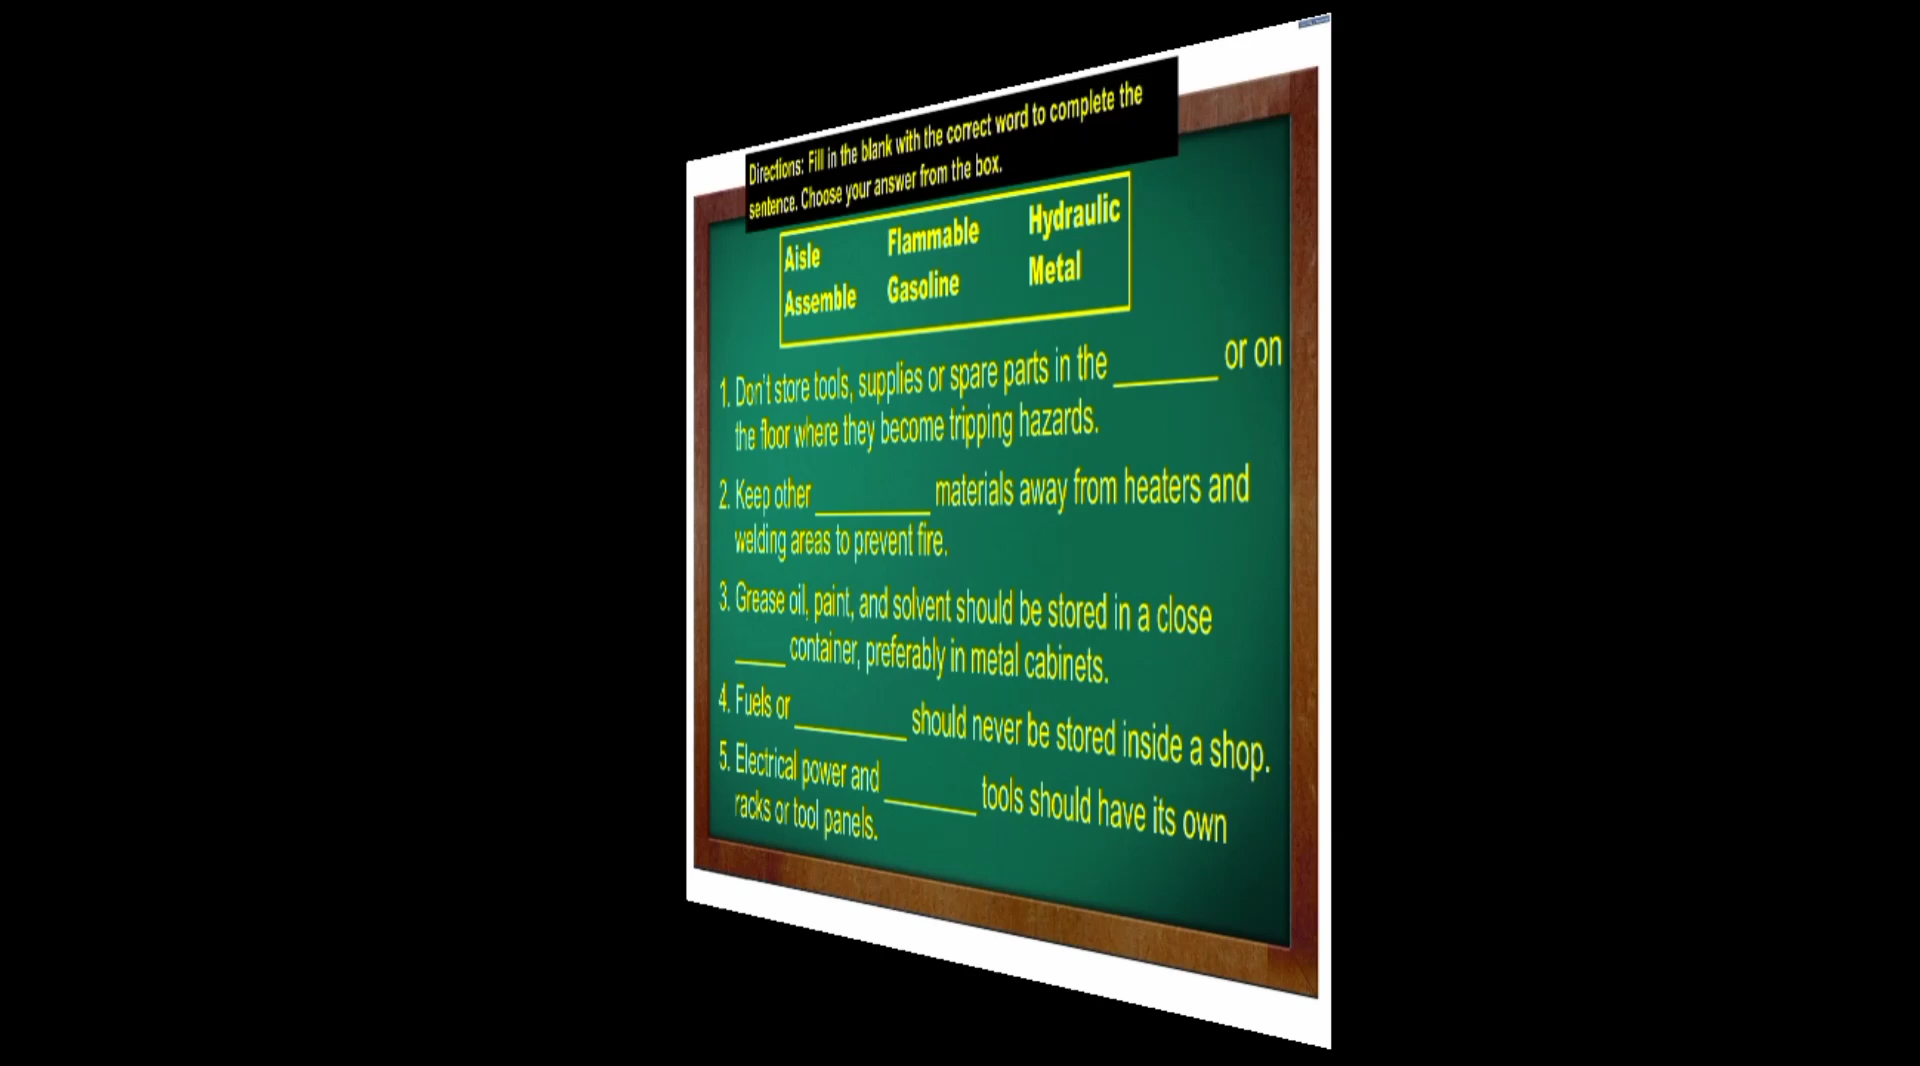 Directions: Fill in the blank with the correct word to complete the
sentence. Choose your answer from the box.
Aisle Flammable Hydraulic
Assemble Gasoline Metal
1. Don't store tools, supplies or spare parts in the ________ or on
the floor where they become tripping hazards.
2. Keep other _________ materials away from heaters and
welding areas to prevent fire.
3. Grease oil, paint, and solvent should be stored in a close
____ container, preferably in metal cabinets.
4. Fuels or _________ should never be stored inside a shop.
5. Electrical power and _______ tools should have its own
racks or tool panels.